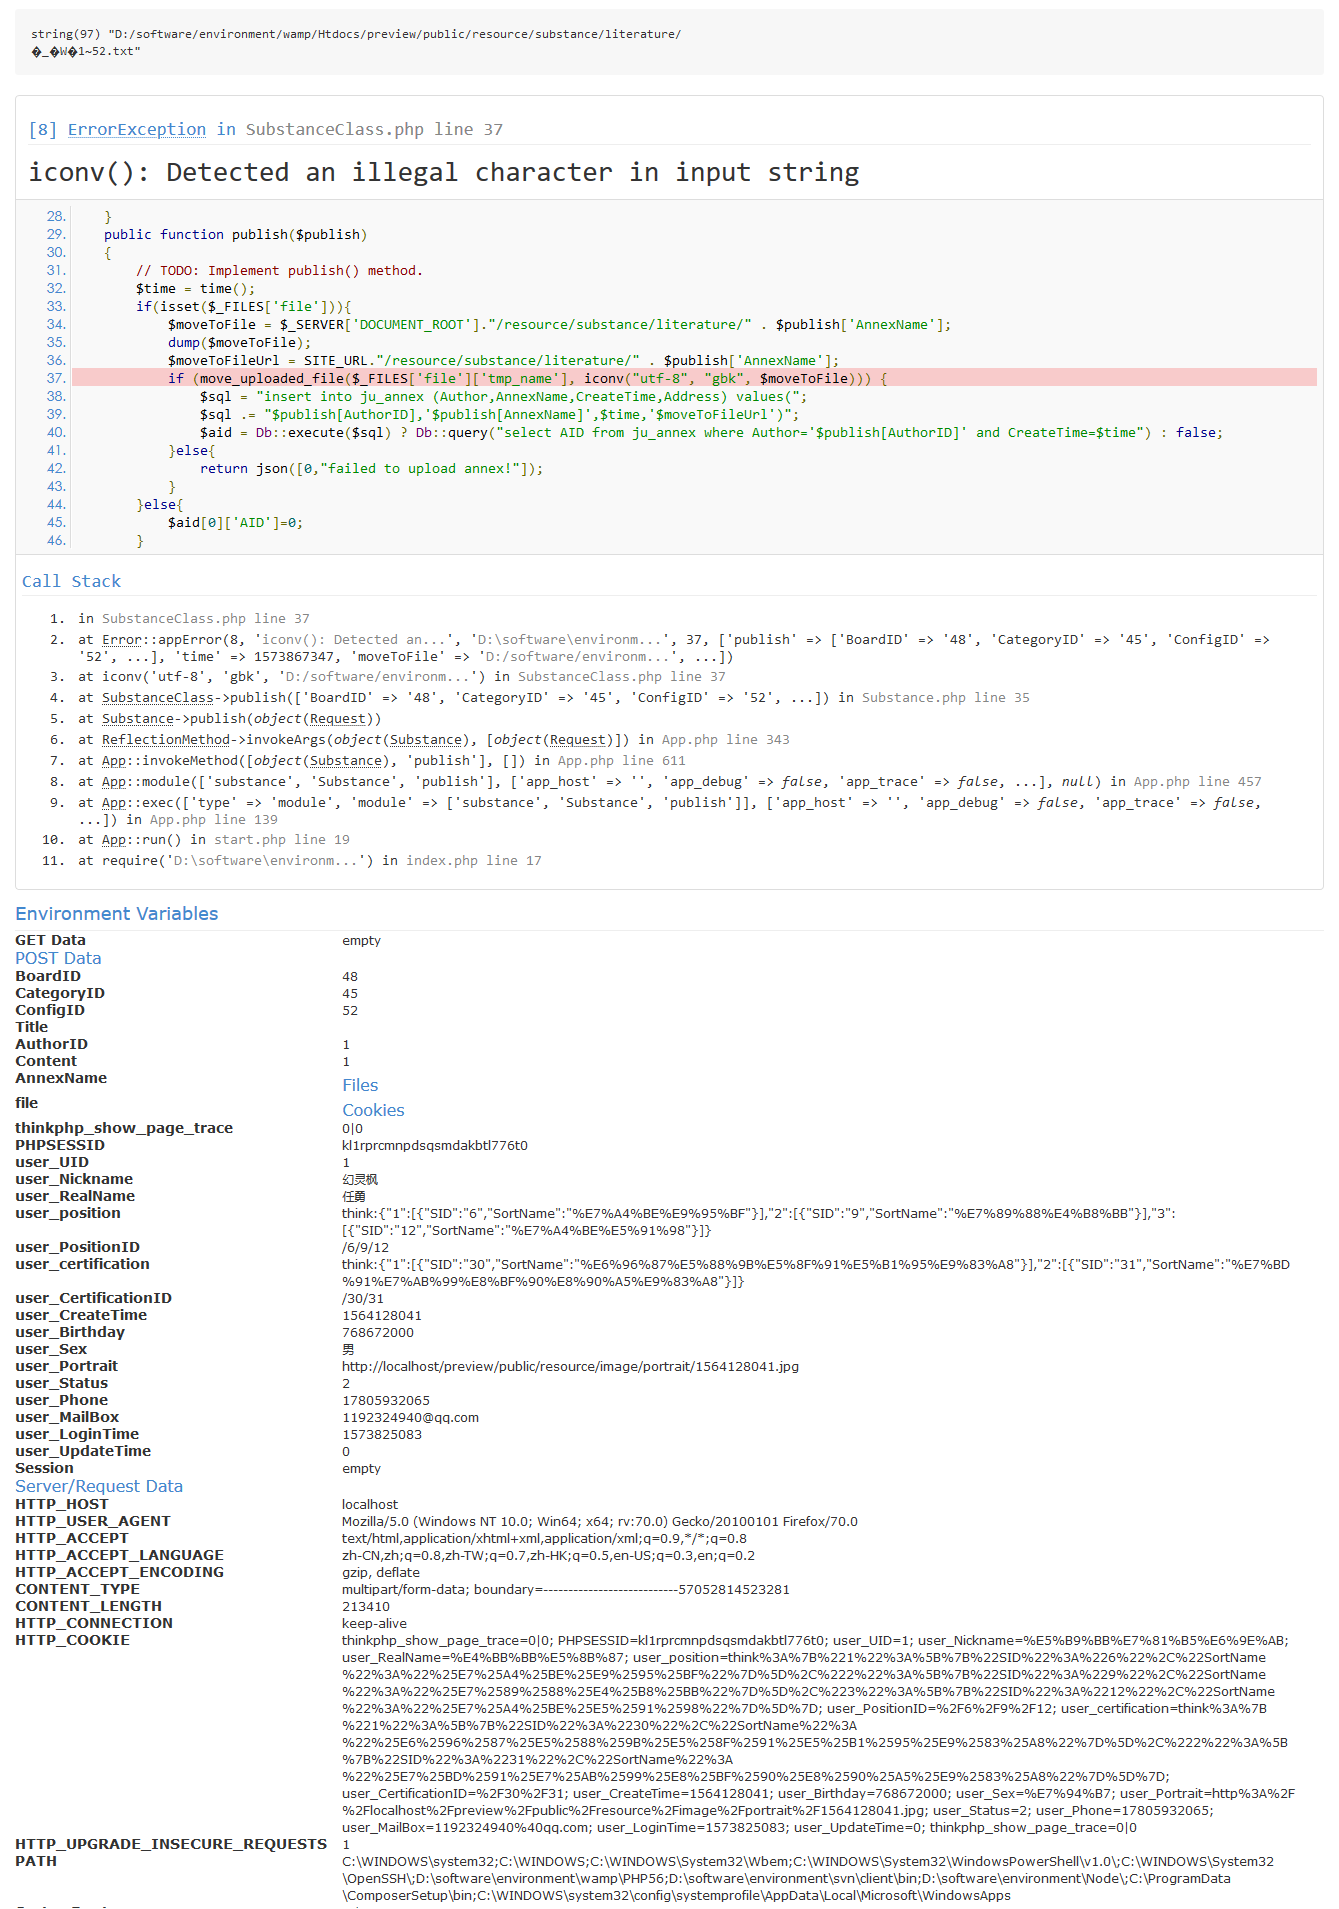 string(97) "D:/software/environment/wamp/Htdocs/preview/public/resource/substance/literature/
�_�W�1~52.txt"
[8] ErrorException in SubstanceClass.php line 37
iconv(): Detected an illegal character in input string
28. }
29. public function publish($publish)
30. {
31. // TODO: Implement publish() method.
32. $time = time();
33. if(isset($_FILES['file'])){
34. $moveToFile = $_SERVER['DOCUMENT_ROOT']."/resource/substance/literature/" . $publish['AnnexName'];
35. dump($moveToFile);
36. $moveToFileUrl = SITE_URL."/resource/substance/literature/" . $publish['AnnexName'];
37. if (move_uploaded_file($_FILES['file']['tmp_name'], iconv("utf-8", "gbk", $moveToFile))) {
38. $sql = "insert into ju_annex (Author,AnnexName,CreateTime,Address) values(";
39. $sql .= "$publish[AuthorID],'$publish[AnnexName]',$time,'$moveToFileUrl')";
40. $aid = Db::execute($sql) ? Db::query("select AID from ju_annex where Author='$publish[AuthorID]' and CreateTime=$time") : false;
41. }else{
42. return json([0,"failed to upload annex!"]);
43. }
44. }else{
45. $aid[0]['AID']=0;
46. }
Call Stack
1. in SubstanceClass.php line 37
2. at Error::appError(8, 'iconv(): Detected an...', 'D:\software\environm...', 37, ['publish' => ['BoardID' => '48', 'CategoryID' => '45', 'ConfigID' =>
'52', ...], 'time' => 1573867347, 'moveToFile' => 'D:/software/environm...', ...])
3. at iconv('utf-8', 'gbk', 'D:/software/environm...') in SubstanceClass.php line 37
4. at SubstanceClass->publish(['BoardID' => '48', 'CategoryID' => '45', 'ConfigID' => '52', ...]) in Substance.php line 35
5. at Substance->publish(object(Request))
6. at ReflectionMethod->invokeArgs(object(Substance), [object(Request)]) in App.php line 343
7. at App::invokeMethod([object(Substance), 'publish'], []) in App.php line 611
8. at App::module(['substance', 'Substance', 'publish'], ['app_host' => '', 'app_debug' => false, 'app_trace' => false, ...], null) in App.php line 457
9. at App::exec(['type' => 'module', 'module' => ['substance', 'Substance', 'publish']], ['app_host' => '', 'app_debug' => false, 'app_trace' => false,
...]) in App.php line 139
10. at App::run() in start.php line 19
11. at require('D:\software\environm...') in index.php line 17
Environment Variables
GET Data empty
POST Data
BoardID 48
CategoryID 45
ConfigID 52
Title
AuthorID 1
Content 1
AnnexName
Files
file
Cookies
thinkphp_show_page_trace 0|0
PHPSESSID kl1rprcmnpdsqsmdakbtl776t0
user_UID 1
user_Nickname 幻灵枫
user_RealName 任勇
user_position think:{"1":[{"SID":"6","SortName":"%E7%A4%BE%E9%95%BF"}],"2":[{"SID":"9","SortName":"%E7%89%88%E4%B8%BB"}],"3":
[{"SID":"12","SortName":"%E7%A4%BE%E5%91%98"}]}
user_PositionID /6/9/12
user_certification think:{"1":[{"SID":"30","SortName":"%E6%96%87%E5%88%9B%E5%8F%91%E5%B1%95%E9%83%A8"}],"2":[{"SID":"31","SortName":"%E7%BD
%91%E7%AB%99%E8%BF%90%E8%90%A5%E9%83%A8"}]}
user_CertificationID /30/31
user_CreateTime 1564128041
user_Birthday 768672000
user_Sex 男
user_Portrait http://localhost/preview/public/resource/image/portrait/1564128041.jpg
user_Status 2
user_Phone 17805932065
user_MailBox 1192324940@qq.com
user_LoginTime 1573825083
user_UpdateTime 0
Session empty
Server/Request Data
HTTP_HOST localhost
HTTP_USER_AGENT Mozilla/5.0 (Windows NT 10.0; Win64; x64; rv:70.0) Gecko/20100101 Firefox/70.0
HTTP_ACCEPT text/html,application/xhtml+xml,application/xml;q=0.9,*/*;q=0.8
HTTP_ACCEPT_LANGUAGE zh-CN,zh;q=0.8,zh-TW;q=0.7,zh-HK;q=0.5,en-US;q=0.3,en;q=0.2
HTTP_ACCEPT_ENCODING gzip, deflate
CONTENT_TYPE multipart/form-data; boundary=---------------------------57052814523281
CONTENT_LENGTH 213410
HTTP_CONNECTION keep-alive
HTTP_COOKIE thinkphp_show_page_trace=0|0; PHPSESSID=kl1rprcmnpdsqsmdakbtl776t0; user_UID=1; user_Nickname=%E5%B9%BB%E7%81%B5%E6%9E%AB;
user_RealName=%E4%BB%BB%E5%8B%87; user_position=think%3A%7B%221%22%3A%5B%7B%22SID%22%3A%226%22%2C%22SortName
%22%3A%22%25E7%25A4%25BE%25E9%2595%25BF%22%7D%5D%2C%222%22%3A%5B%7B%22SID%22%3A%229%22%2C%22SortName
%22%3A%22%25E7%2589%2588%25E4%25B8%25BB%22%7D%5D%2C%223%22%3A%5B%7B%22SID%22%3A%2212%22%2C%22SortName
%22%3A%22%25E7%25A4%25BE%25E5%2591%2598%22%7D%5D%7D; user_PositionID=%2F6%2F9%2F12; user_certification=think%3A%7B
%221%22%3A%5B%7B%22SID%22%3A%2230%22%2C%22SortName%22%3A
%22%25E6%2596%2587%25E5%2588%259B%25E5%258F%2591%25E5%25B1%2595%25E9%2583%25A8%22%7D%5D%2C%222%22%3A%5B
%7B%22SID%22%3A%2231%22%2C%22SortName%22%3A
%22%25E7%25BD%2591%25E7%25AB%2599%25E8%25BF%2590%25E8%2590%25A5%25E9%2583%25A8%22%7D%5D%7D;
user_CertificationID=%2F30%2F31; user_CreateTime=1564128041; user_Birthday=768672000; user_Sex=%E7%94%B7; user_Portrait=http%3A%2F
%2Flocalhost%2Fpreview%2Fpublic%2Fresource%2Fimage%2Fportrait%2F1564128041.jpg; user_Status=2; user_Phone=17805932065;
user_MailBox=1192324940%40qq.com; user_LoginTime=1573825083; user_UpdateTime=0; thinkphp_show_page_trace=0|0
HTTP_UPGRADE_INSECURE_REQUESTS 1
PATH C:\WINDOWS\system32;C:\WINDOWS;C:\WINDOWS\System32\Wbem;C:\WINDOWS\System32\WindowsPowerShell\v1.0\;C:\WINDOWS\System32
\OpenSSH\;D:\software\environment\wamp\PHP56;D:\software\environment\svn\client\bin;D:\software\environment\Node\;C:\ProgramData
\ComposerSetup\bin;C:\WINDOWS\system32\config\systemprofile\AppData\Local\Microsoft\WindowsApps